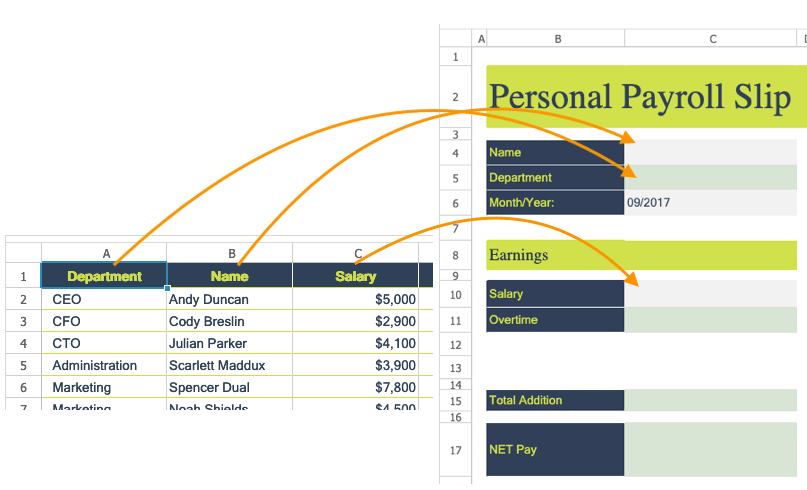 A B C
1 Department Name Salary
2 CEO Andy Duncan $5,000
3 CFO Cody Breslin $2,900
4 CTO Julian Parker $4,100
5 Administration Scarlett Maddux $3,900
6 Marketing Spencer Dual $7,800
7 Marketing Noah Shields $4,500
A B C
1
2 Personal Payroll Slip
3
4 Name
5 Department
6 Month/Year: 09/2017
7
8 Earnings
9
10 Salary
11 Overtime
12
13
14
15 Total Addition
16
17 NET Pay